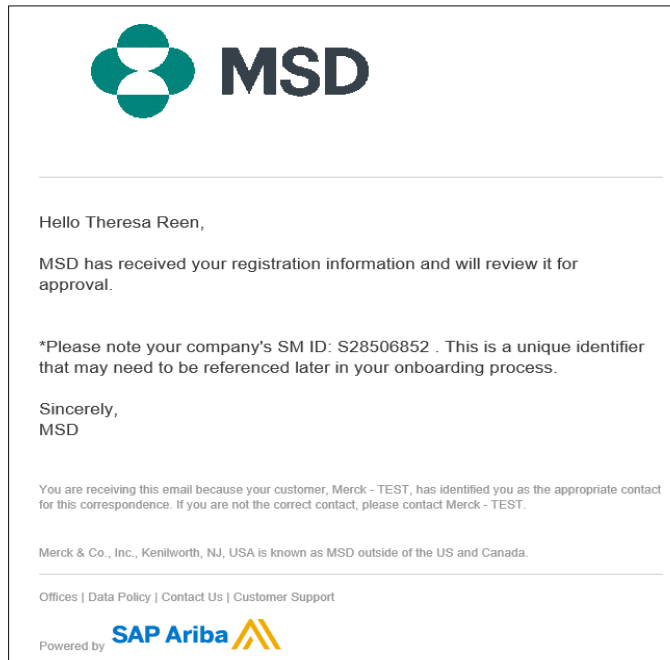 MSD
Hello Theresa Reen,
MSD has received your registration information and will review it for
approval.
*Please note your company's SM ID: S28506852 . This is a unique identifier
that may need to be referenced later in your onboarding process.
Sincerely,
MSD
You are receiving this email because your customer, Merck - TEST, has identified you as the appropriate contact
for this correspondence. If you are not the correct contact, please contact Merck - TEST.
Merck & Co., Inc., Kenilworth, NJ, USA is known as MSD outside of the US and Canada.
Offices | Data Policy | Contact Us | Customer Support
Powered by SAP Ariba